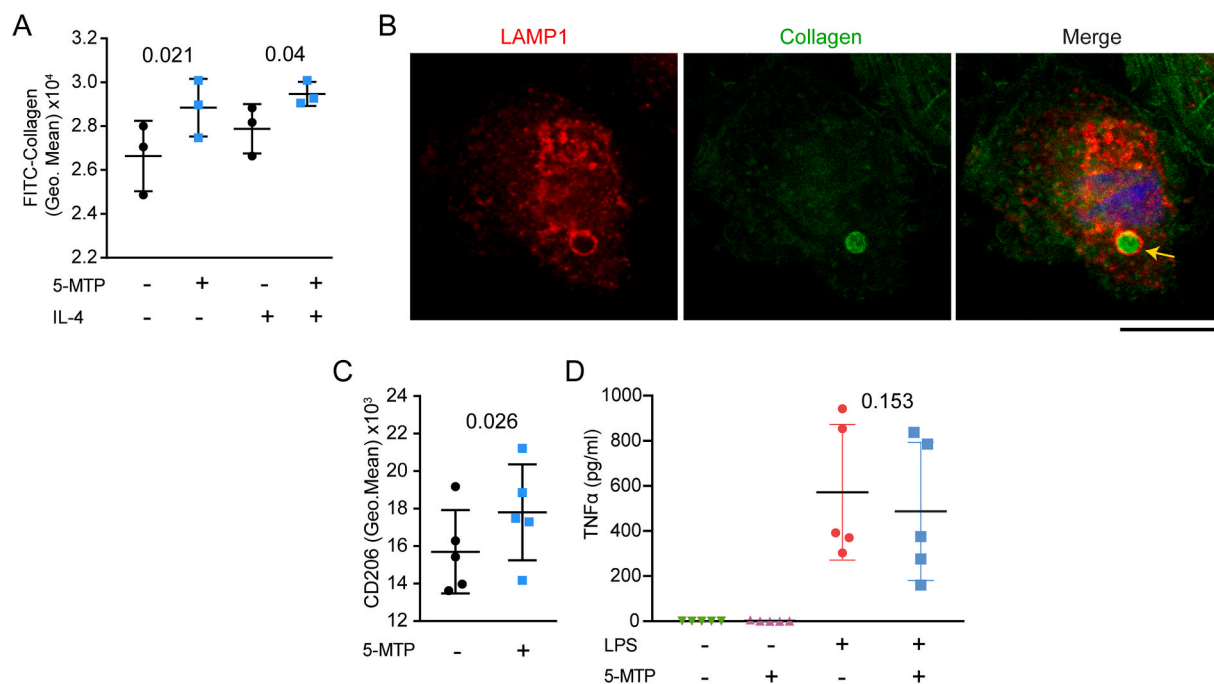 A
FITC-Collagen
(Geo. Mean) x10⁴
3.2
3.0
2.8
2.6
2.4
2.2
0.021
0.04
5-MTP - + - +
IL-4 - - + +
B
LAMP1 Collagen Merge
C
CD206 (Geo.Mean) x10³
24
22
20
18
16
14
12
0.026
5-MTP - +
D
TNFα (pg/ml)
1000
800
600
400
200
0
0.153
LPS - - + +
5-MTP - + - +